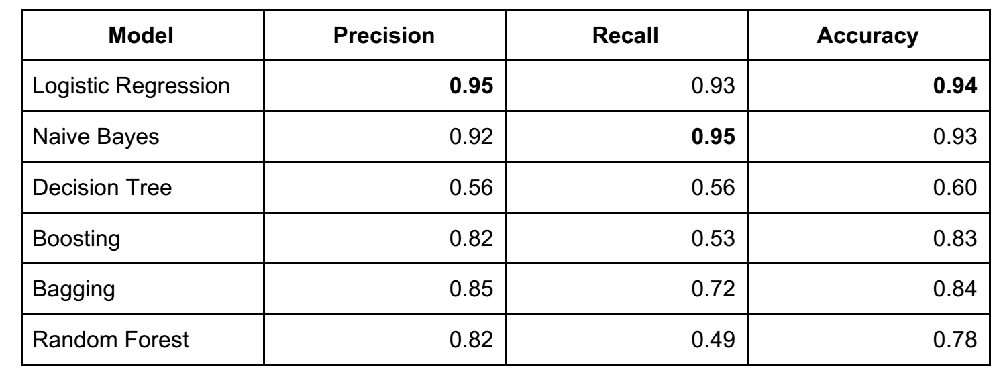 Model Precision Recall Accuracy
Logistic Regression 0.95 0.93 0.94
Naive Bayes 0.92 0.95 0.93
Decision Tree 0.56 0.56 0.60
Boosting 0.82 0.53 0.83
Bagging 0.85 0.72 0.84
Random Forest 0.82 0.49 0.78